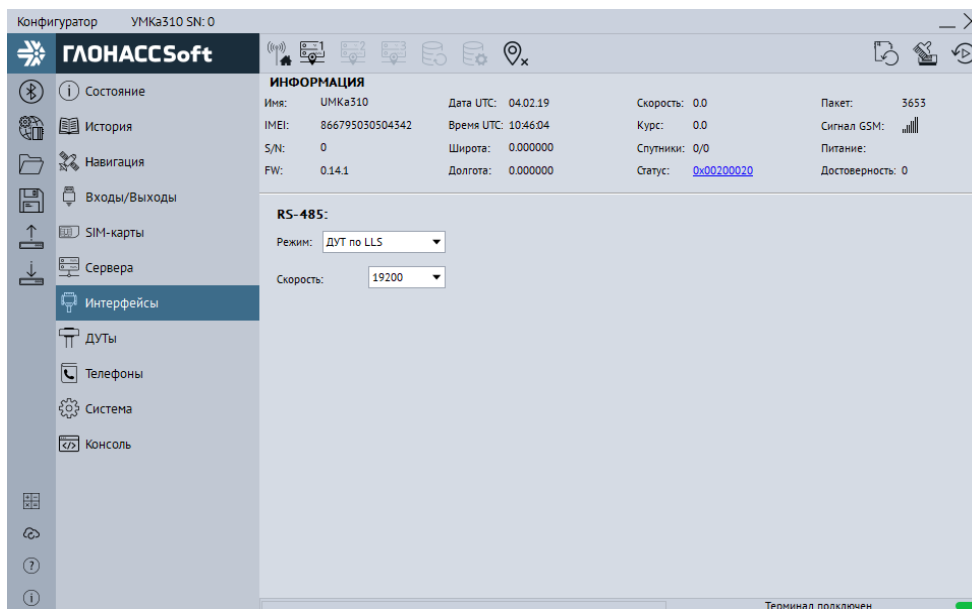 Конфигуратор УМКа310 SN: 0
ГЛОНАССSoft
Состояние
История
Навигация
Входы/Выходы
SIM-карты
Сервера
Интерфейсы
ДУТы
Телефоны
Система
Консоль
ИНФОРМАЦИЯ
Имя: UMKa310 Дата UTC: 04.02.19 Скорость: 0.0 Пакет: 3653
IMEI: 866795030504342 Время UTC: 10:46:04 Курс: 0.0 Сигнал GSM:
S/N: 0 Широта: 0.000000 Спутники: 0/0 Питание:
FW: 0.14.1 Долгота: 0.000000 Статус: 0x00200020 Достоверность: 0
RS-485:
Режим: ДУТ по LLS
Скорость: 19200
Терминал подключен